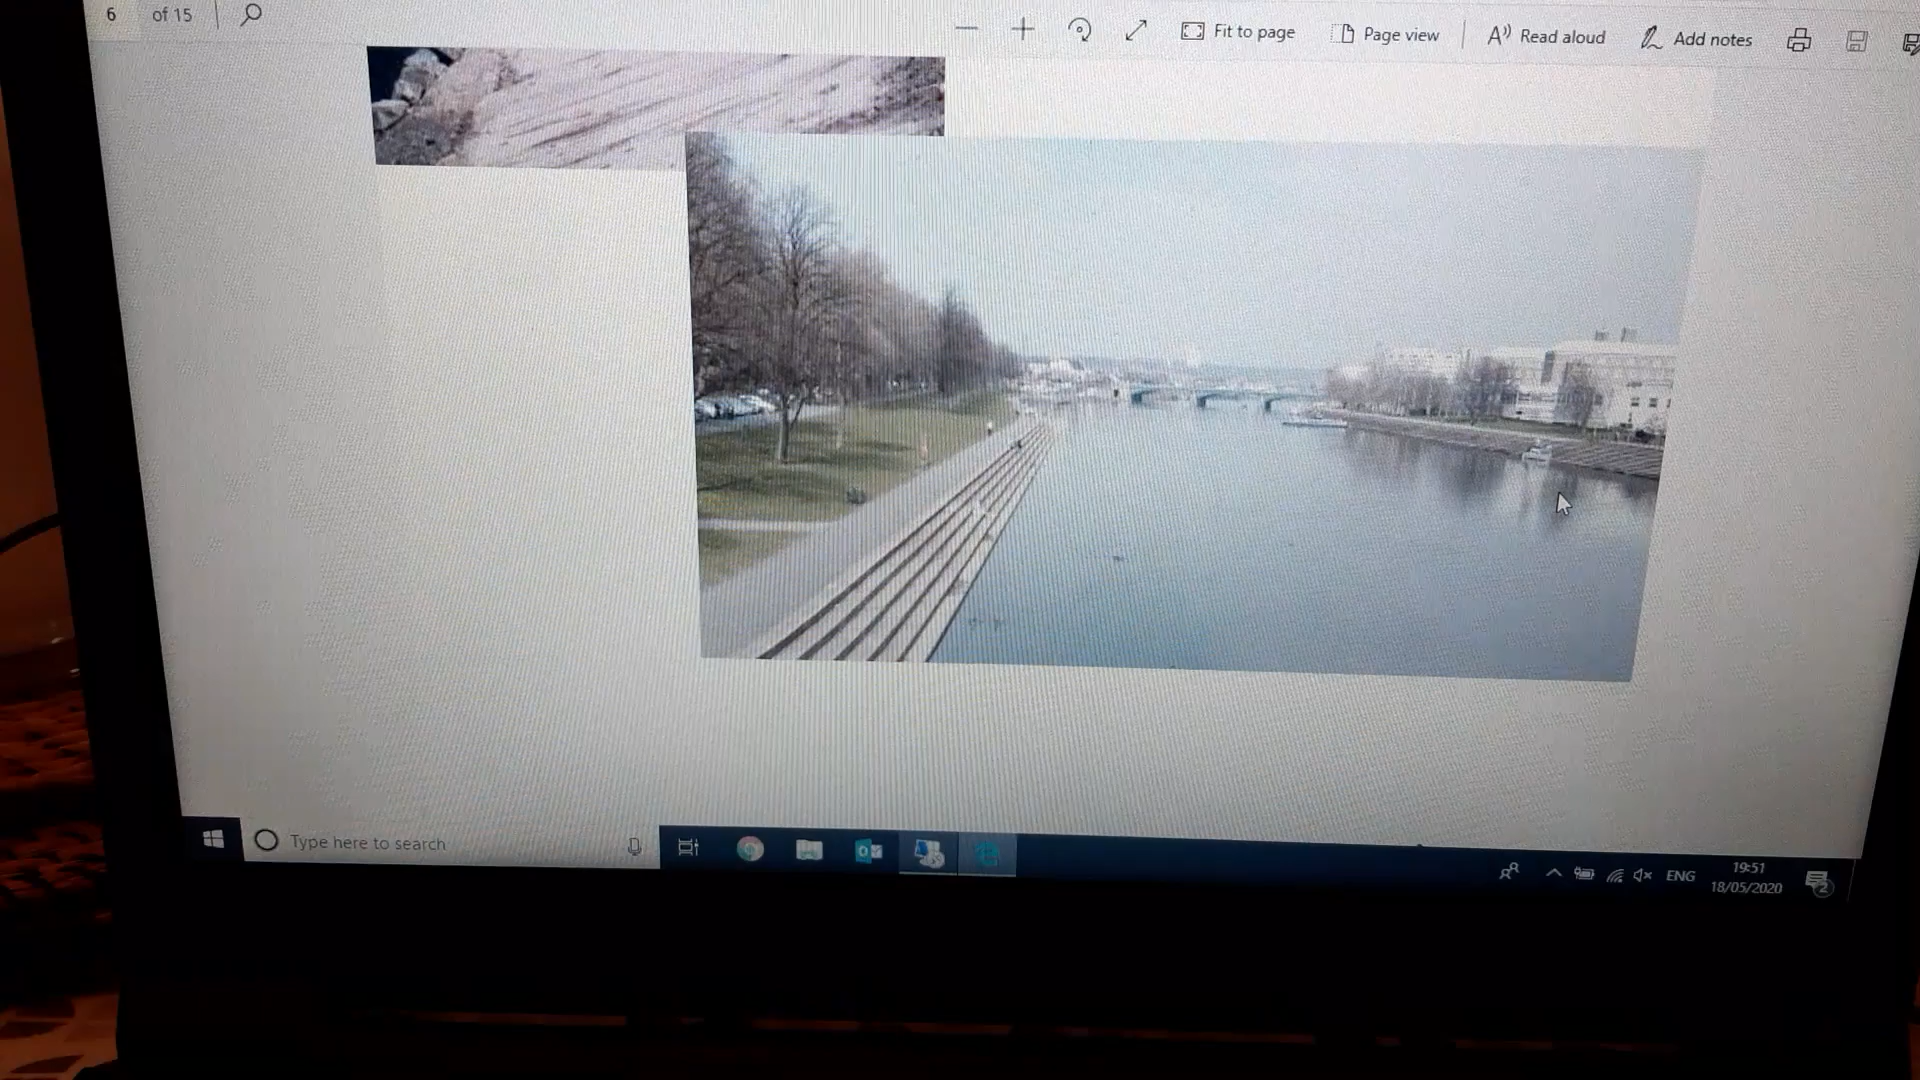 6 of 15
Fit to page
Page view
Read aloud
Add notes
Type here to search
ENG
19:51
18/05/2020
2